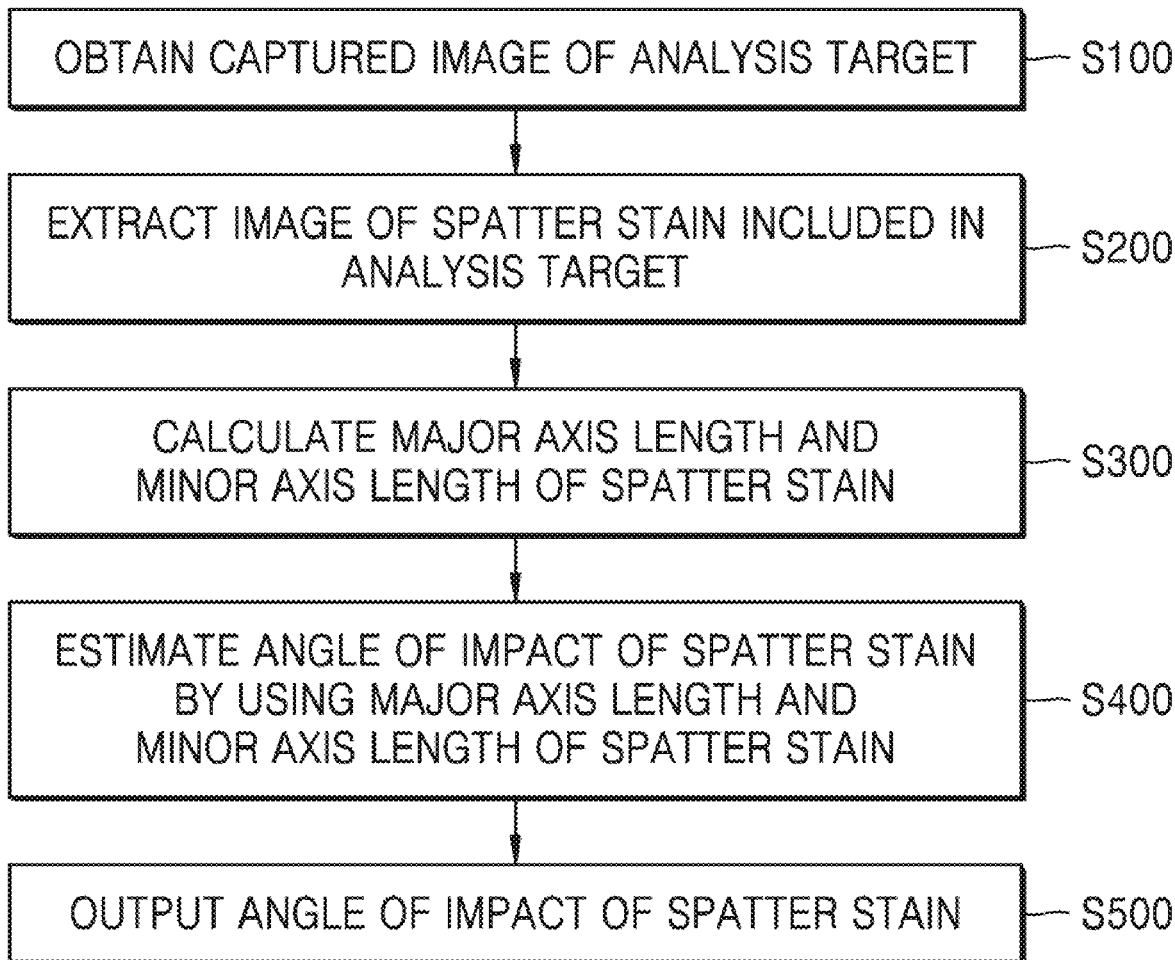 OBTAIN CAPTURED IMAGE OF ANALYSIS TARGET
S100
EXTRACT IMAGE OF SPATTER STAIN INCLUDED IN
ANALYSIS TARGET
S200
CALCULATE MAJOR AXIS LENGTH AND
MINOR AXIS LENGTH OF SPATTER STAIN
S300
ESTIMATE ANGLE OF IMPACT OF SPATTER STAIN
BY USING MAJOR AXIS LENGTH AND
MINOR AXIS LENGTH OF SPATTER STAIN
S400
OUTPUT ANGLE OF IMPACT OF SPATTER STAIN
S500